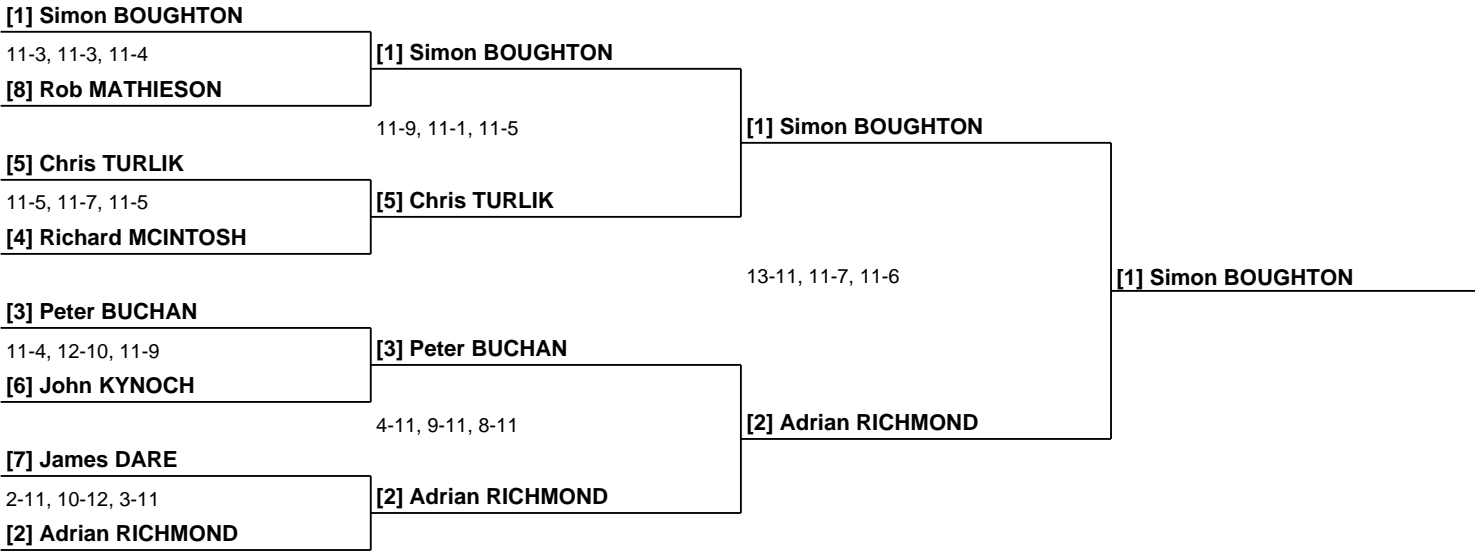 [1] Simon BOUGHTON
11-3, 11-3, 11-4
[8] Rob MATHIESON
[5] Chris TURLIK
11-5, 11-7, 11-5
[4] Richard MCINTOSH
[3] Peter BUCHAN
11-4, 12-10, 11-9
[6] John KYNOCH
[7] James DARE
2-11, 10-12, 3-11
[2] Adrian RICHMOND
[1] Simon BOUGHTON
11-9, 11-1, 11-5
[5] Chris TURLIK
[3] Peter BUCHAN
4-11, 9-11, 8-11
[2] Adrian RICHMOND
[1] Simon BOUGHTON
13-11, 11-7, 11-6
[2] Adrian RICHMOND
[1] Simon BOUGHTON